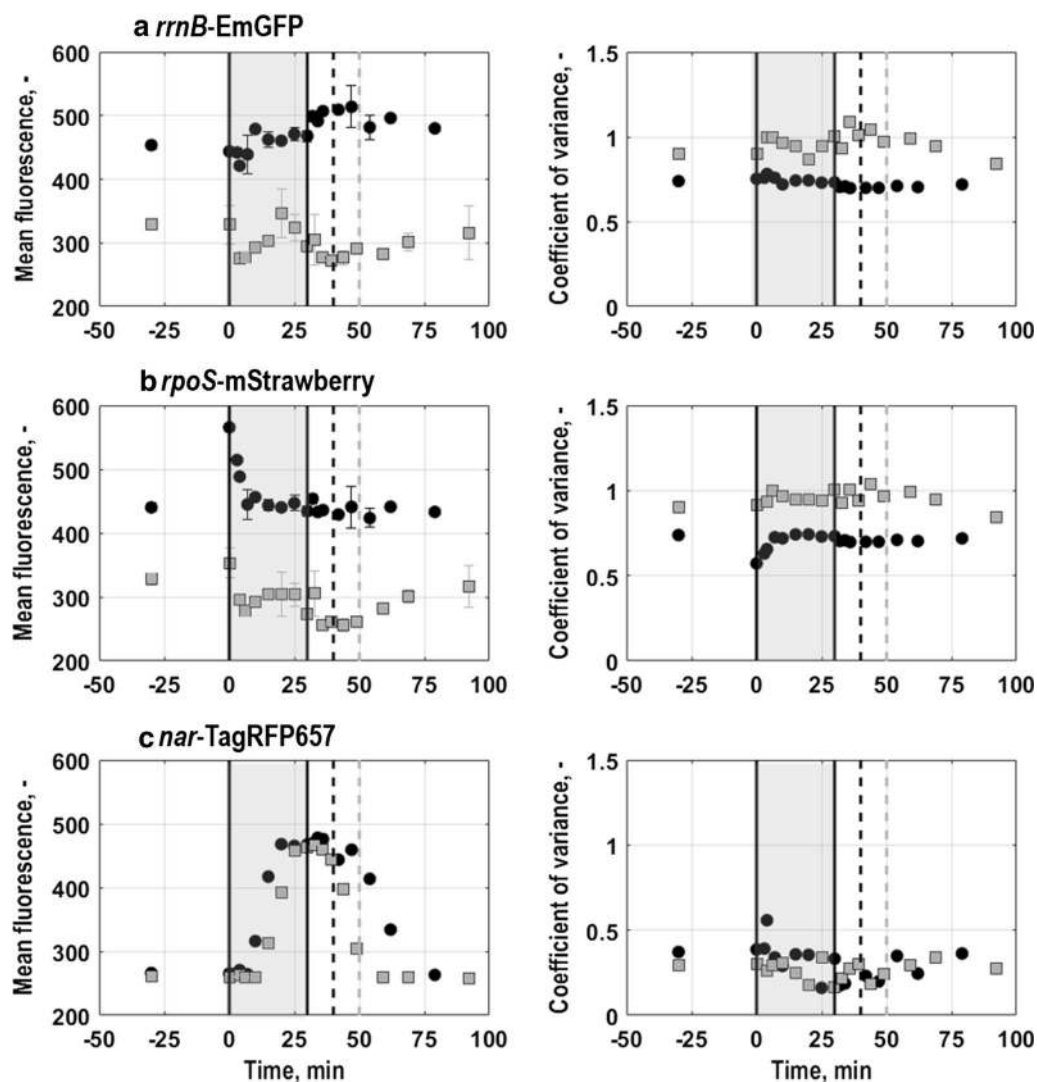 a rrnB-EmGFP
Mean fluorescence, -
600
500
400
300
200
-50 -25 0 25 50 75 100
Coefficient of variance, -
1.5
1
0.5
0
-50 -25 0 25 50 75 100
b rpoS-mStrawberry
Mean fluorescence, -
600
500
400
300
200
-50 -25 0 25 50 75 100
Coefficient of variance, -
1.5
1
0.5
0
-50 -25 0 25 50 75 100
c nar-TagRFP657
Mean fluorescence, -
600
500
400
300
200
-50 -25 0 25 50 75 100
Time, min
Coefficient of variance, -
1.5
1
0.5
0
-50 -25 0 25 50 75 100
Time, min